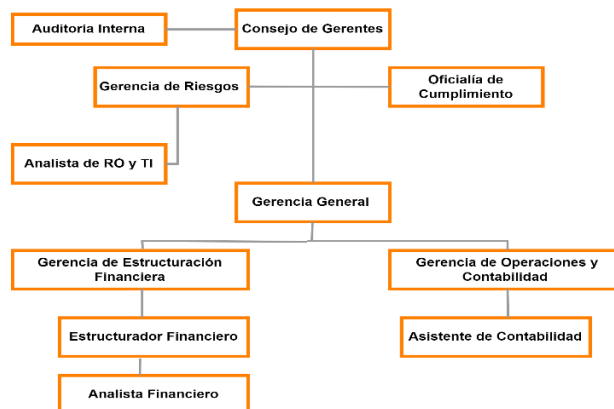 Auditoria Interna
Consejo de Gerentes
Gerencia de Riesgos
Oficialía de
Cumplimiento
Analista de RO y TI
Gerencia General
Gerencia de Estructuración
Financiera
Gerencia de Operaciones y
Contabilidad
Estructurador Financiero
Asistente de Contabilidad
Analista Financiero